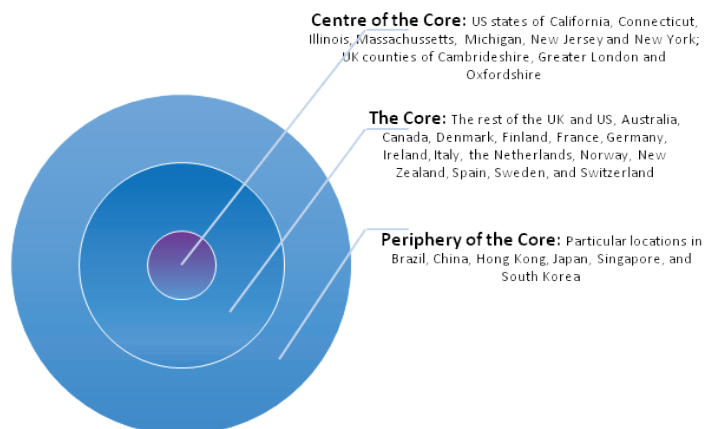 Centre of the Core: US states of California, Connecticut,
Illinois, Massachussetts, Michigan, New Jersey and New York;
UK counties of Cambrideshire, Greater London and
Oxfordshire
The Core: The rest of the UK and US, Australia,
Canada, Denmark, Finland, France, Germany,
Ireland, Italy, the Netherlands, Norway, New
Zealand, Spain, Sweden, and Switzerland
Periphery of the Core: Particular locations in
Brazil, China, Hong Kong, Japan, Singapore, and
South Korea